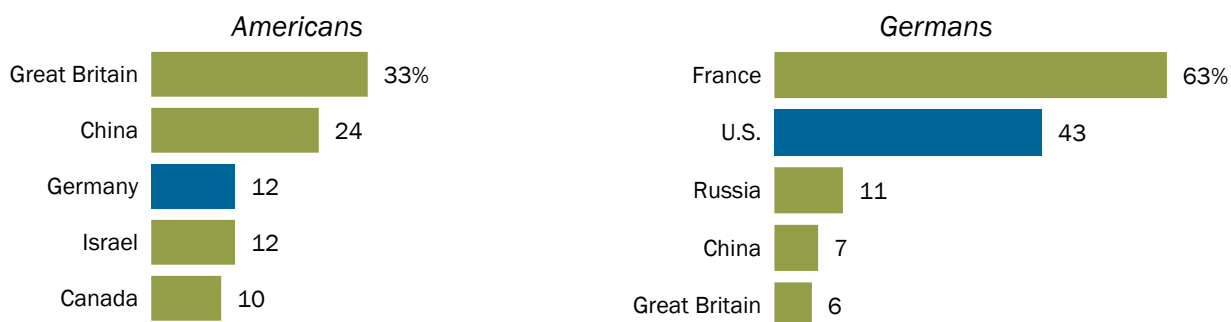 Americans
Great Britain 33%
China 24
Germany 12
Israel 12
Canada 10
Germans
France 63%
U.S. 43
Russia 11
China 7
Great Britain 6